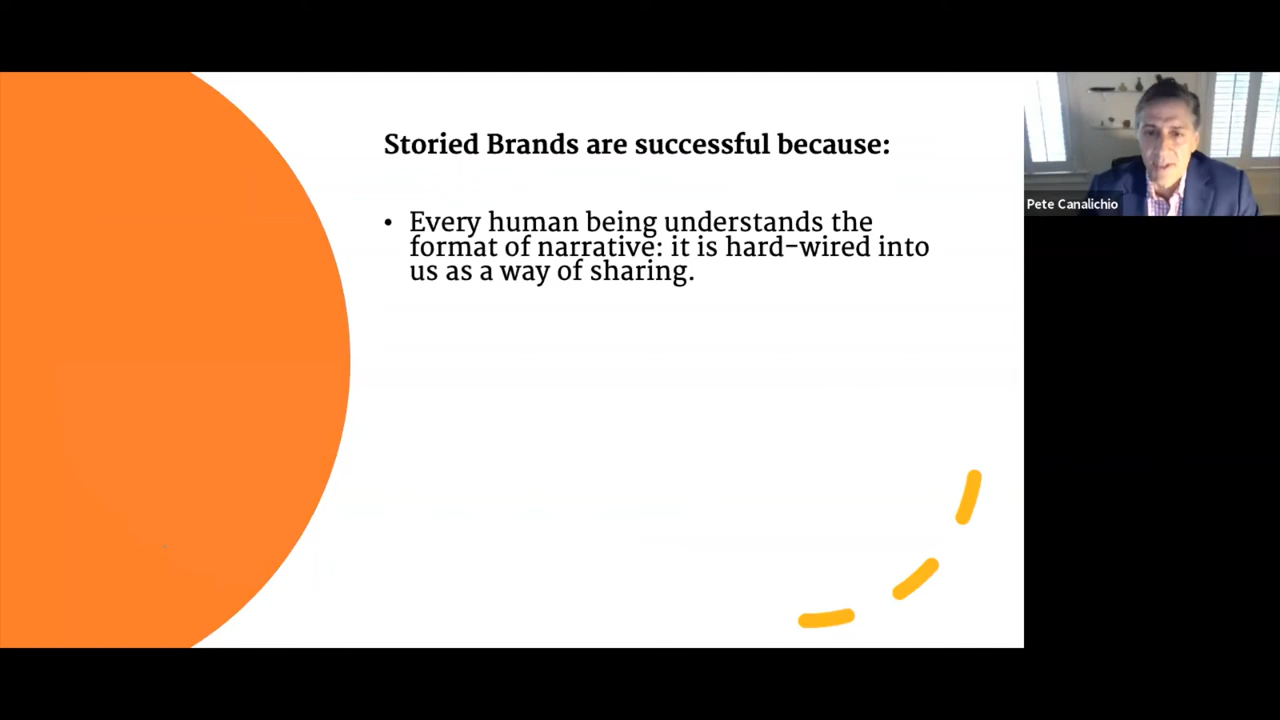 Storied Brands are successful because:
• Every human being understands the
format of narrative: it is hard-wired into
us as a way of sharing.
Pete Canalichio